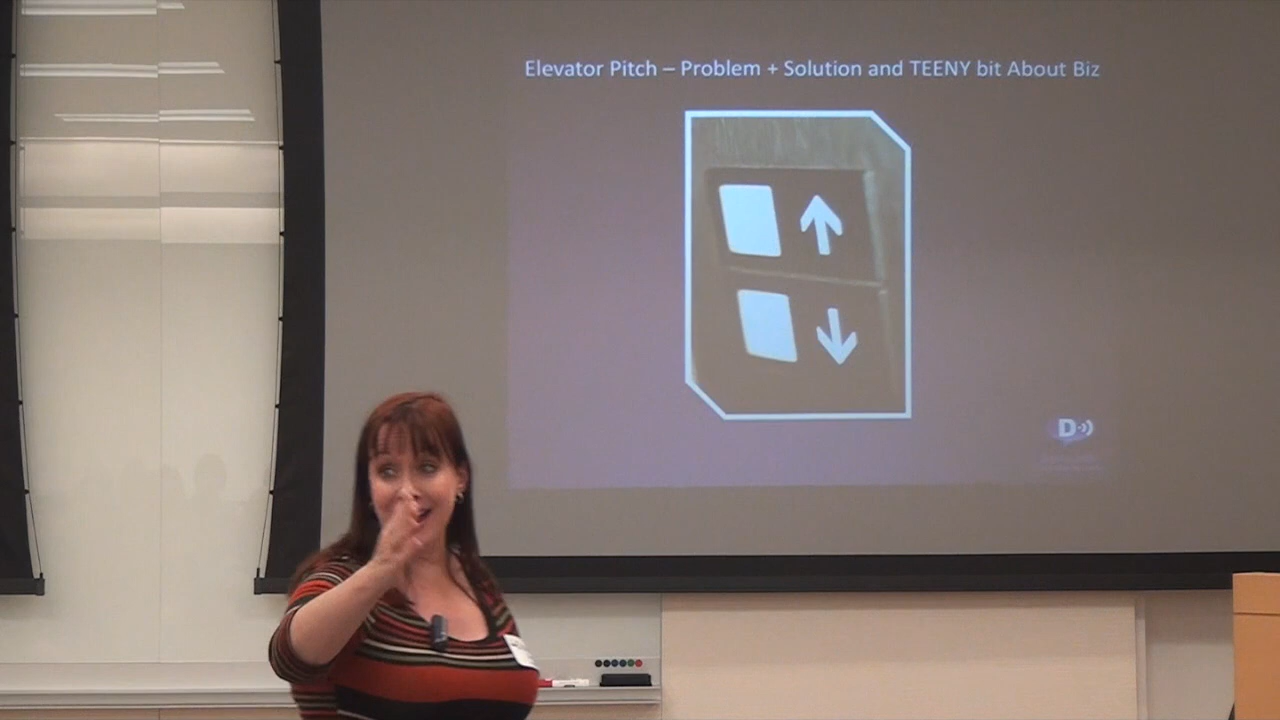 Elevator Pitch – Problem + Solution and TEENY bit About Biz
D